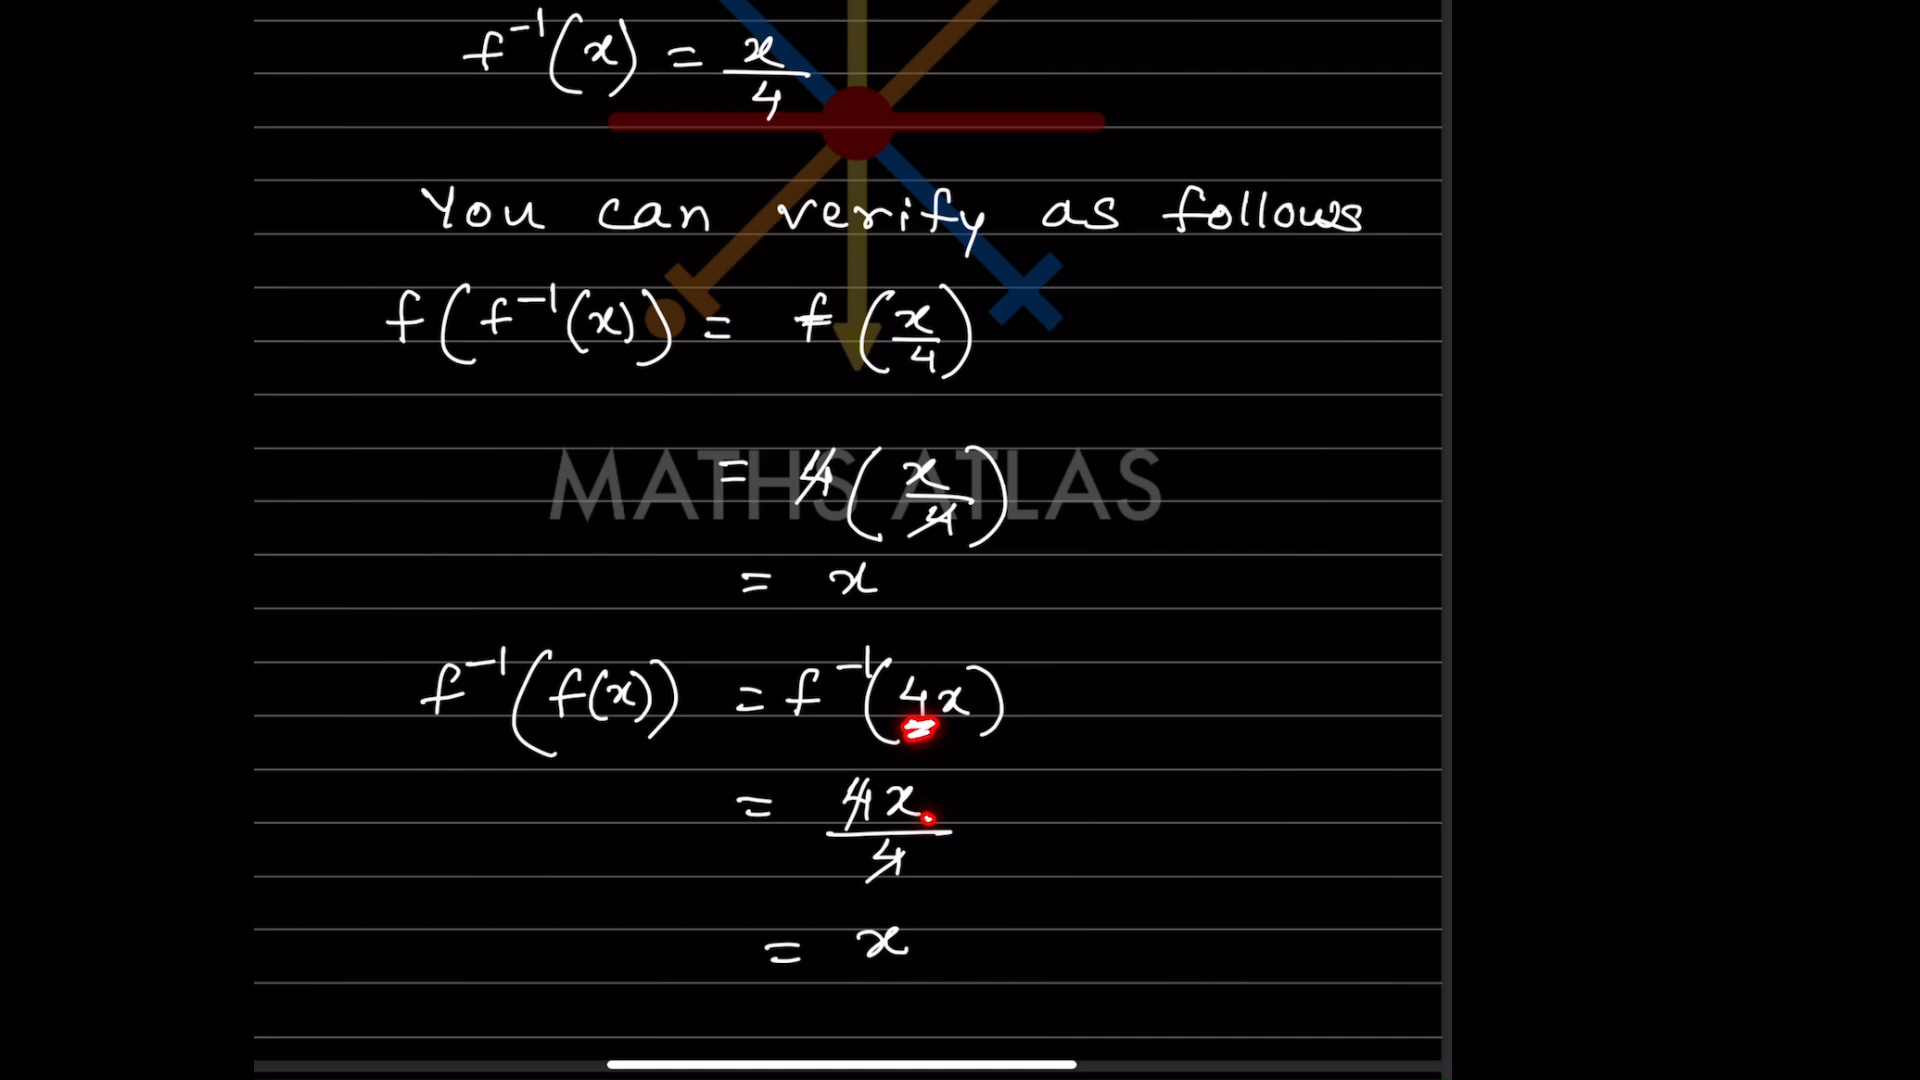 f⁻¹(x) = x/4
You can verify as follows
f(f⁻¹(x)) = f(x/4)
= 4(x/4)
MATHS ATLAS
= x
f⁻¹(f(x)) = f⁻¹(4x)
= 4x/4
= x